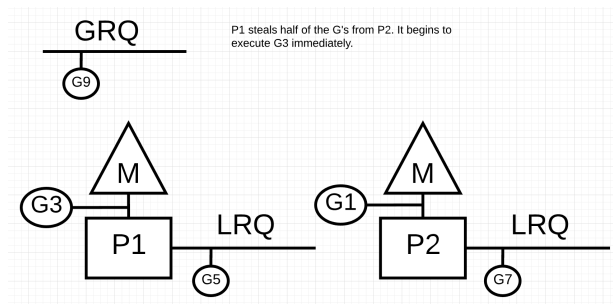 GRQ
P1 steals half of the G's from P2. It begins to
execute G3 immediately.
G9
M
M
G3
G1
P1
LRQ
P2
LRQ
G5
G7